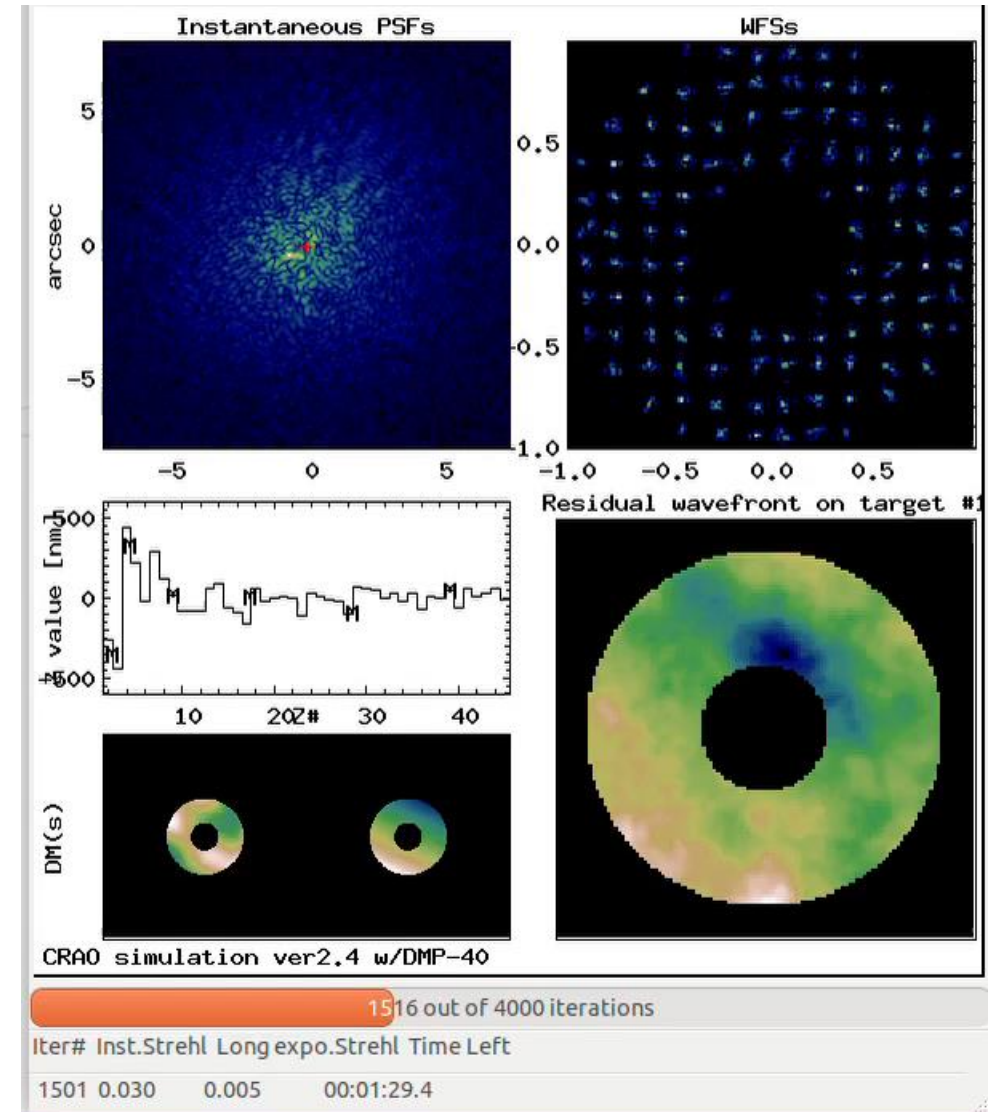 Instantaneous PSFs
WFSs
5
0
-5
arcsec
-5 0 5
0.5
0.0
-0.5
-1.0
-1.0 -0.5 0.0 0.5
Residual wavefront on target #1
500
0
-500
value [nm]
10 20 Z# 30 40
DM(s)
CRAO simulation ver2.4 w/DMP-40
1516 out of 4000 iterations
Iter# Inst.Strehl Long expo.Strehl Time Left
1501 0.030 0.005 00:01:29.4